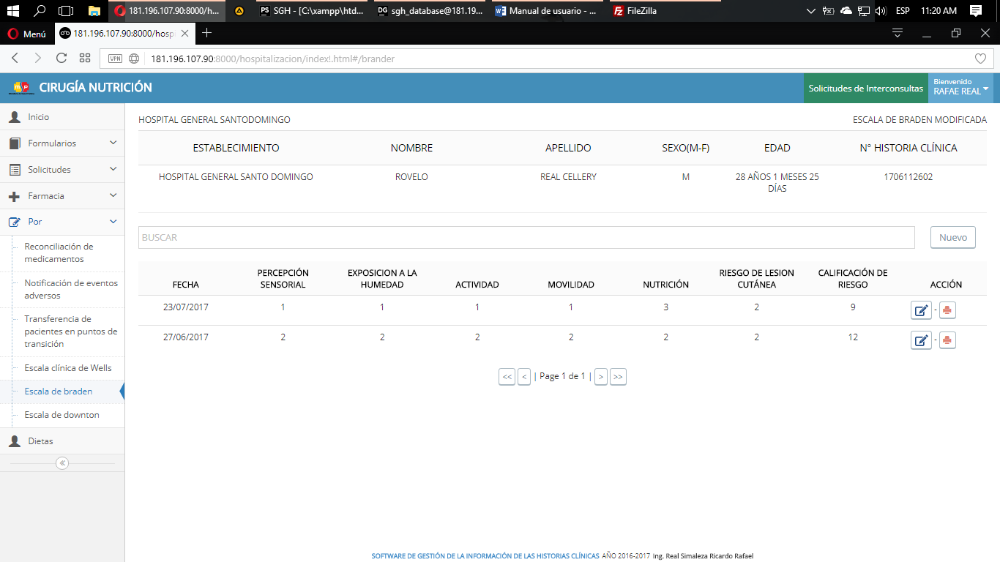 181.196.107.90:8000/h...
SGH - [C:\xampp\htd...
sgh_database@181.19...
Manual de usuario - ...
FileZilla
ESP
11:20 AM
Menú
181.196.107.90:8000/hosp
VPN
181.196.107.90:8000/hospitalizacion/index!.html#/brander
CIRUGÍA NUTRICIÓN
Solicitudes de Interconsultas
Bienvenido
RAFAE REAL
Inicio
Formularios
Solicitudes
Farmacia
Por
Reconciliación de
medicamentos
Notificación de eventos
adversos
Transferencia de
pacientes en puntos de
transición
Escala clínica de Wells
Escala de braden
Escala de downton
Dietas
HOSPITAL GENERAL SANTODOMINGO
ESCALA DE BRADEN MODIFICADA
ESTABLECIMIENTO NOMBRE APELLIDO SEXO(M-F) EDAD N° HISTORIA CLÍNICA
HOSPITAL GENERAL SANTO DOMINGO ROVELO REAL CELLERY M 28 AÑOS 1 MESES 25 1706112602
DÍAS
BUSCAR
Nuevo
PERCEPCIÓN EXPOSICION A LA RIESGO DE LESION CALIFICACIÓN DE
FECHA SENSORIAL HUMEDAD ACTIVIDAD MOVILIDAD NUTRICIÓN CUTÁNEA RIESGO ACCIÓN
23/07/2017 1 1 1 1 3 2 9 -
27/06/2017 2 2 2 2 2 2 12 -
<< < | Page 1 de 1 | > >>
SOFTWARE DE GESTIÓN DE LA INFORMACIÓN DE LAS HISTORIAS CLÍNICAS AÑO 2016-2017 Ing. Real Simaleza Ricardo Rafael